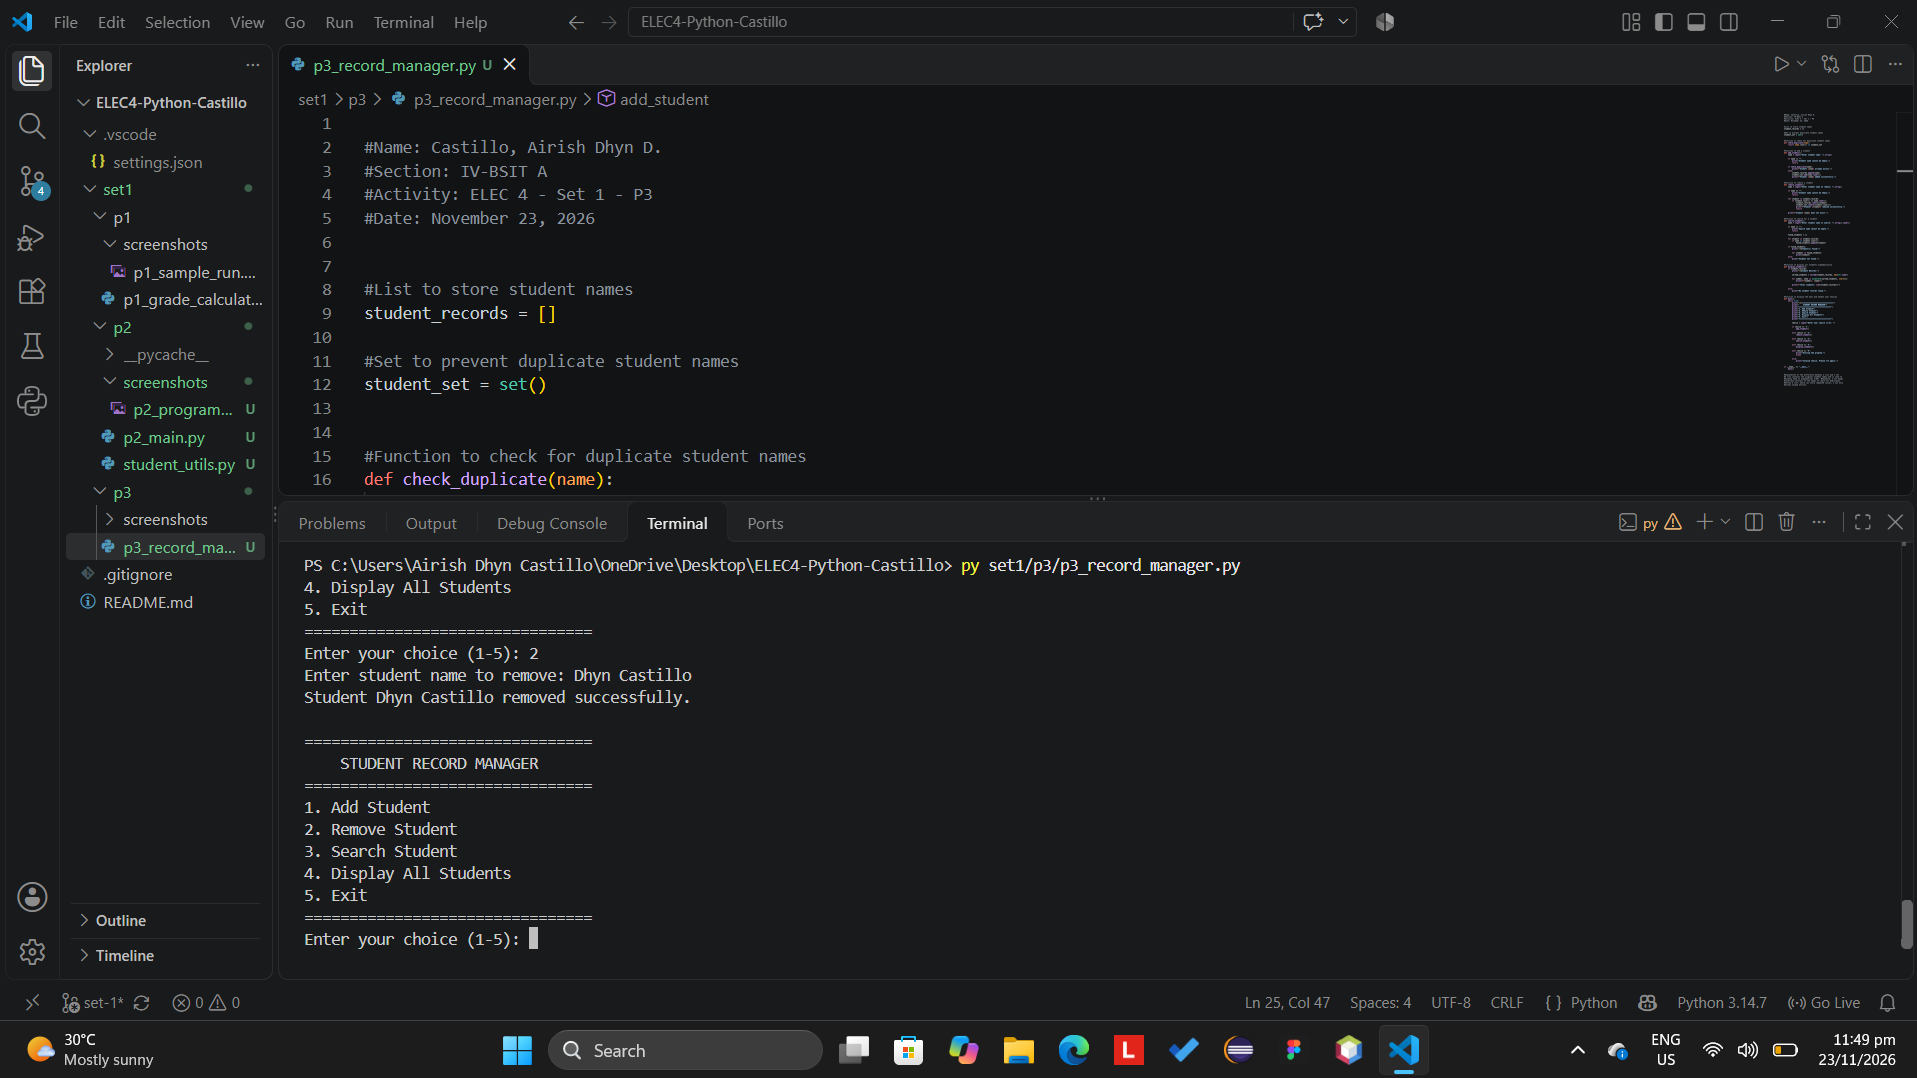 File Edit Selection View Go Run Terminal Help
ELEC4-Python-Castillo
Explorer
ELEC4-Python-Castillo
.vscode
{} settings.json
set1
p1
screenshots
p1_sample_run....
p1_grade_calculat...
p2
__pycache__
screenshots
p2_program... U
p2_main.py U
student_utils.py U
p3
screenshots
p3_record_ma... U
.gitignore
README.md
Outline
Timeline
4
p3_record_manager.py U
set1 > p3 > p3_record_manager.py > add_student
1
2 #Name: Castillo, Airish Dhyn D.
3 #Section: IV-BSIT A
4 #Activity: ELEC 4 - Set 1 - P3
5 #Date: November 23, 2026
6
7
8 #List to store student names
9 student_records = []
10
11 #Set to prevent duplicate student names
12 student_set = set()
13
14
15 #Function to check for duplicate student names
16 def check_duplicate(name):
Problems Output Debug Console Terminal Ports
py
PS C:\Users\Airish Dhyn Castillo\OneDrive\Desktop\ELEC4-Python-Castillo> py set1/p3/p3_record_manager.py
4. Display All Students
5. Exit
================================
Enter your choice (1-5): 2
Enter student name to remove: Dhyn Castillo
Student Dhyn Castillo removed successfully.
================================
STUDENT RECORD MANAGER
================================
1. Add Student
2. Remove Student
3. Search Student
4. Display All Students
5. Exit
================================
Enter your choice (1-5):
set-1* 0 0 Ln 25, Col 47 Spaces: 4 UTF-8 CRLF {} Python Python 3.14.7 Go Live
30°C
Mostly sunny
Search
L
ENG
US
11:49 pm
23/11/2026